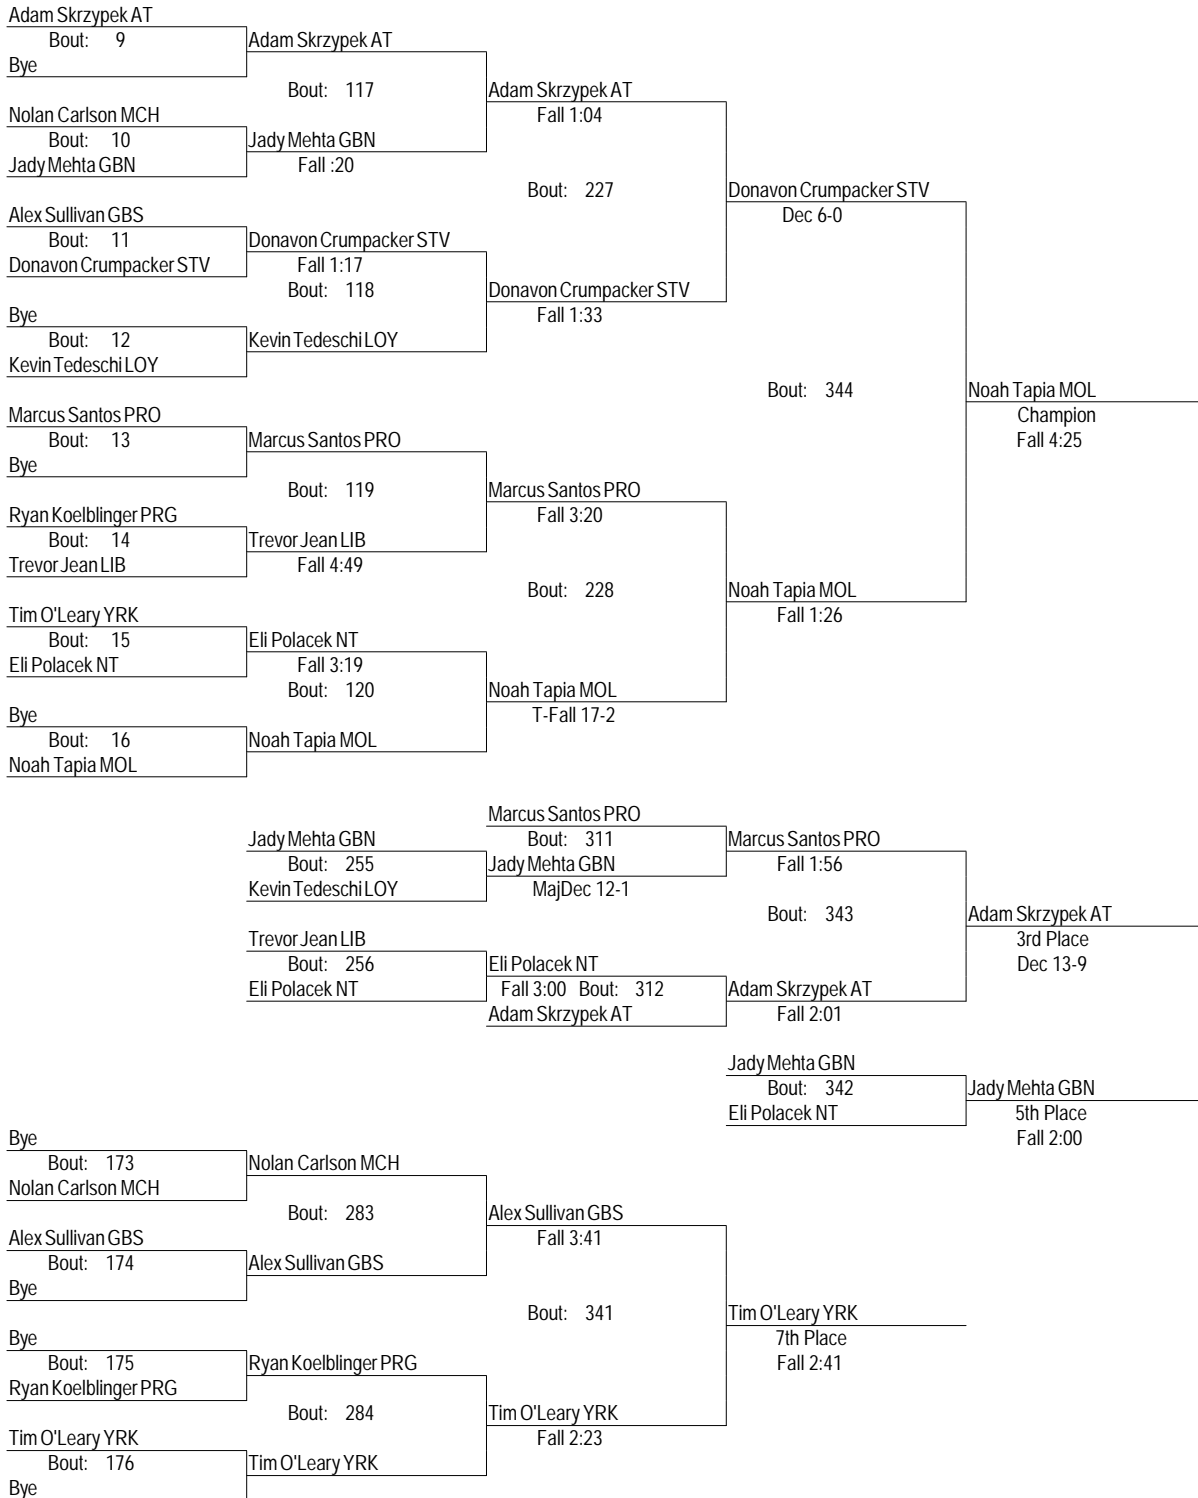 Adam Skrzypek AT
Bout: 9
Adam Skrzypek AT
Bye
Bout: 117
Adam Skrzypek AT
Fall 1:04
Nolan Carlson MCH
Bout: 10
Jady Mehta GBN
Jady Mehta GBN
Fall :20
Bout: 227
Donavon Crumpacker STV
Dec 6-0
Alex Sullivan GBS
Bout: 11
Donavon Crumpacker STV
Donavon Crumpacker STV
Fall 1:17
Bout: 118
Donavon Crumpacker STV
Fall 1:33
Bye
Bout: 12
Kevin Tedeschi LOY
Kevin Tedeschi LOY
Bout: 344
Noah Tapia MOL
Champion
Fall 4:25
Marcus Santos PRO
Bout: 13
Marcus Santos PRO
Bye
Bout: 119
Marcus Santos PRO
Fall 3:20
Ryan Koelblinger PRG
Bout: 14
Trevor Jean LIB
Trevor Jean LIB
Fall 4:49
Bout: 228
Noah Tapia MOL
Fall 1:26
Tim O'Leary YRK
Bout: 15
Eli Polacek NT
Eli Polacek NT
Fall 3:19
Bout: 120
Noah Tapia MOL
T-Fall 17-2
Bye
Bout: 16
Noah Tapia MOL
Noah Tapia MOL
Marcus Santos PRO
Jady Mehta GBN
Bout: 311
Marcus Santos PRO
Bout: 255
Jady Mehta GBN
Fall 1:56
Kevin Tedeschi LOY
MajDec 12-1
Bout: 343
Adam Skrzypek AT
3rd Place
Dec 13-9
Trevor Jean LIB
Bout: 256
Eli Polacek NT
Eli Polacek NT
Fall 3:00 Bout: 312
Adam Skrzypek AT
Adam Skrzypek AT
Fall 2:01
Jady Mehta GBN
Bout: 342
Jady Mehta GBN
Eli Polacek NT
5th Place
Fall 2:00
Bye
Bout: 173
Nolan Carlson MCH
Nolan Carlson MCH
Bout: 283
Alex Sullivan GBS
Fall 3:41
Alex Sullivan GBS
Bout: 174
Alex Sullivan GBS
Bye
Bout: 341
Tim O'Leary YRK
7th Place
Fall 2:41
Bye
Bout: 175
Ryan Koelblinger PRG
Ryan Koelblinger PRG
Bout: 284
Tim O'Leary YRK
Fall 2:23
Tim O'Leary YRK
Bout: 176
Tim O'Leary YRK
Bye